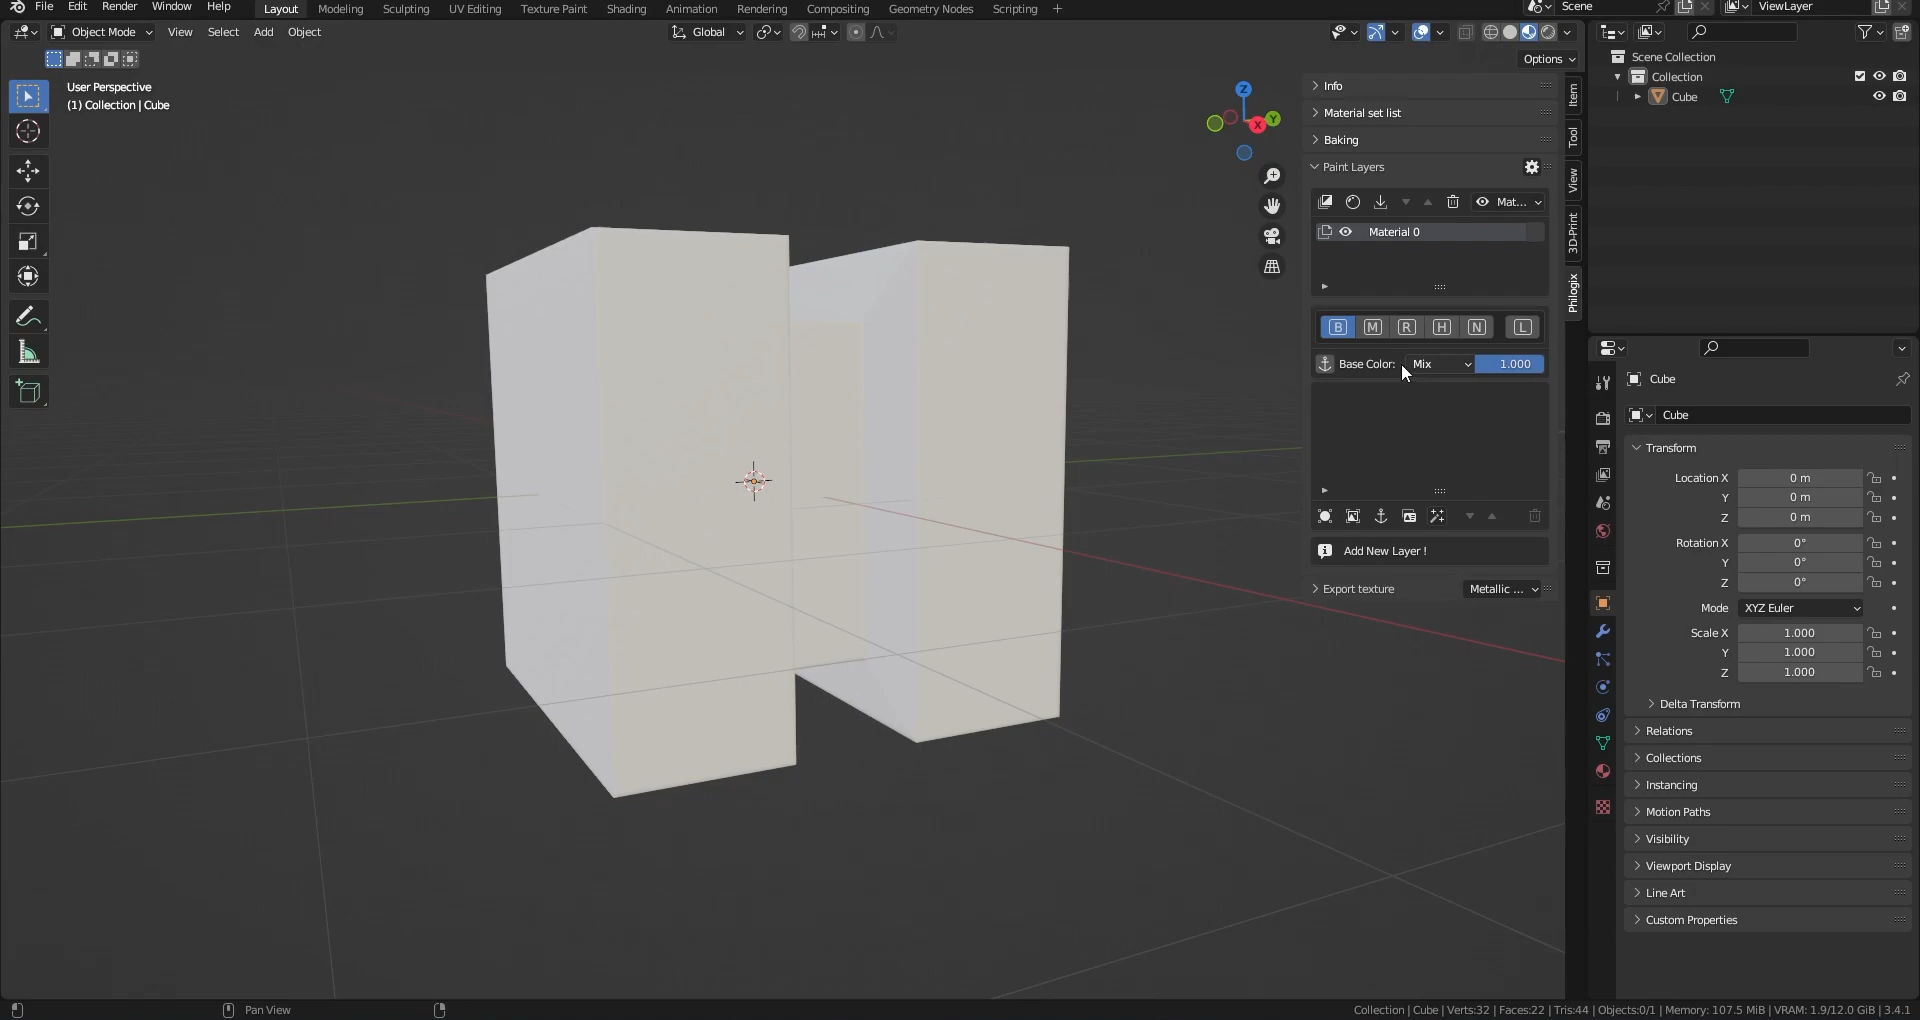 File Edit Render Window Help Layout Modeling Sculpting UV Editing Texture Paint Shading Animation Rendering Compositing Geometry Nodes Scripting + Scene ViewLayer
Object Mode View Select Add Object Global
Options
User Perspective
(1) Collection | Cube
Z
Y
X
Info
Material set list
Baking
Paint Layers
Mat...
Material 0
B M R H N L
Base Color: Mix 1.000
Add New Layer !
Export texture Metallic ...
Item
Tool
View
3D-Print
Philogix
Scene Collection
Collection
Cube
Cube
Cube
Transform
Location X 0 m
Y 0 m
Z 0 m
Rotation X 0°
Y 0°
Z 0°
Mode XYZ Euler
Scale X 1.000
Y 1.000
Z 1.000
Delta Transform
Relations
Collections
Instancing
Motion Paths
Visibility
Viewport Display
Line Art
Custom Properties
Pan View
Collection | Cube | Verts:32 | Faces:22 | Tris:44 | Objects:0/1 | Memory: 107.5 MiB | VRAM: 1.9/12.0 GiB | 3.4.1